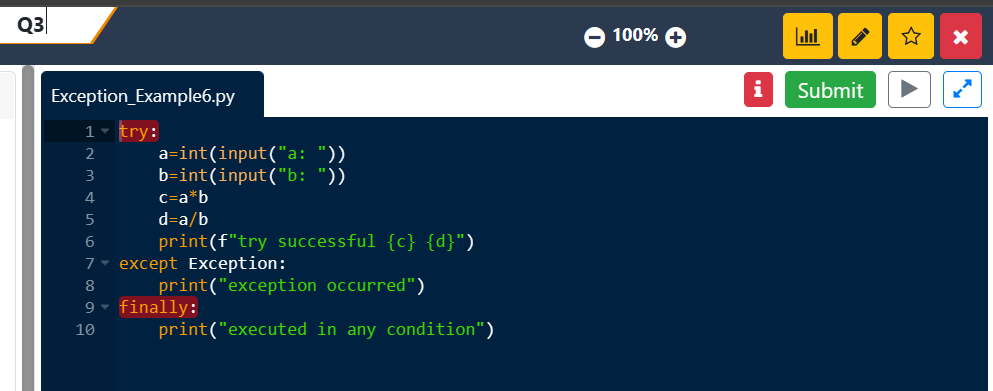 Q3
100%
Exception_Example6.py
i
Submit
1 try:
2     a=int(input("a: "))
3     b=int(input("b: "))
4     c=a*b
5     d=a/b
6     print(f"try successful {c} {d}")
7 except Exception:
8     print("exception occurred")
9 finally:
10     print("executed in any condition")